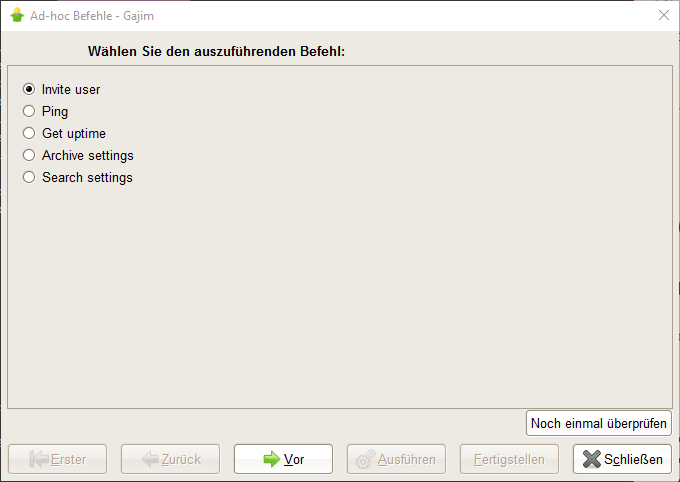 Ad-hoc Befehle - Gajim
Wählen Sie den auszuführenden Befehl:
Invite user
Ping
Get uptime
Archive settings
Search settings
Noch einmal überprüfen
Erster Zurück Vor Ausführen Fertigstellen Schließen